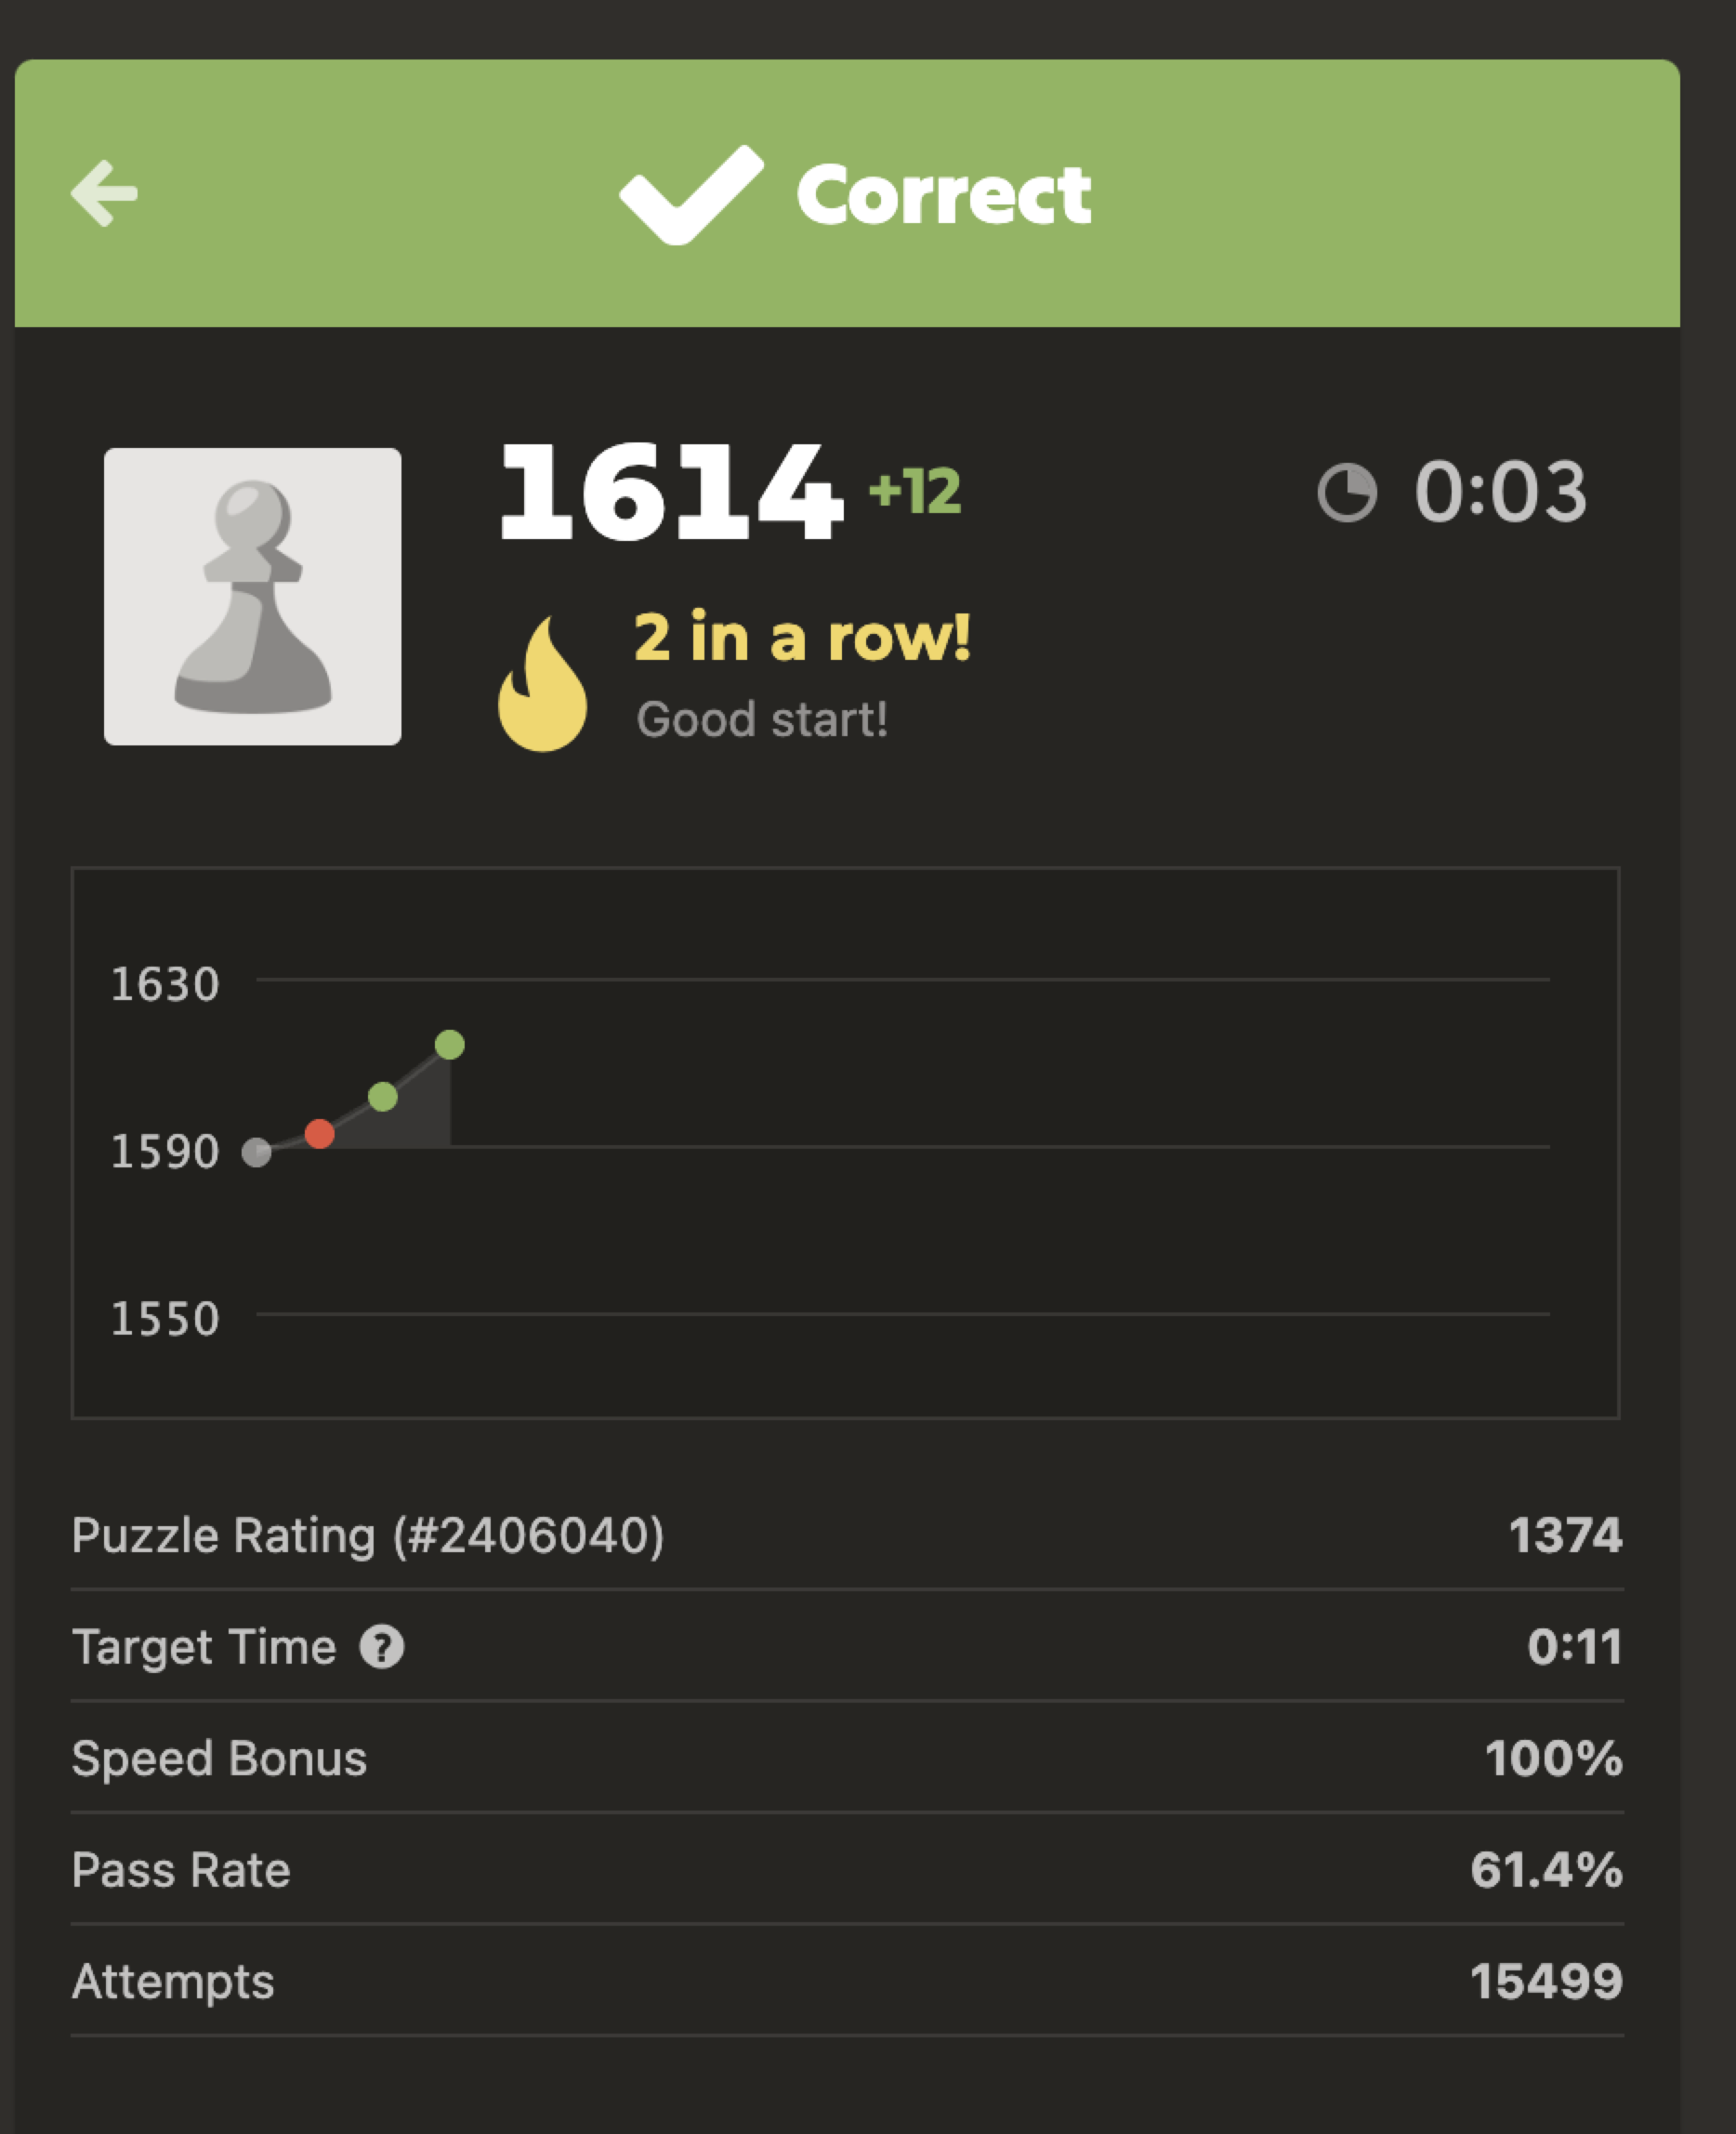 Correct
1614 +12 0:03
2 in a row!
Good start!
1630
1590
1550
Puzzle Rating (#2406040) 1374
Target Time ? 0:11
Speed Bonus 100%
Pass Rate 61.4%
Attempts 15499